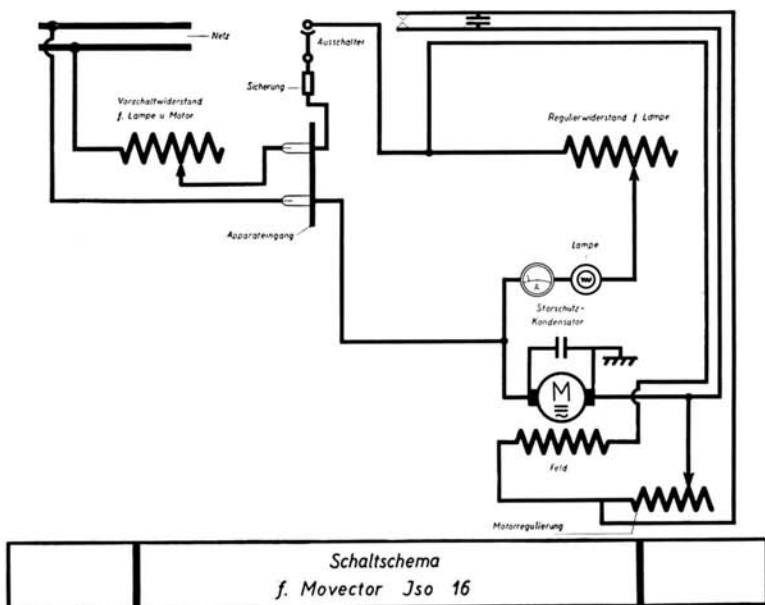 Netz
Ausschalter
Sicherung
Vorschaltwiderstand
f. Lampe u Motor
Regulierwiderstand f Lampe
Apparateingang
Lampe
A
Störschutz-
Kondensator
M
Feld
Motorregulierung
Schaltschema
f. Movector Jso 16